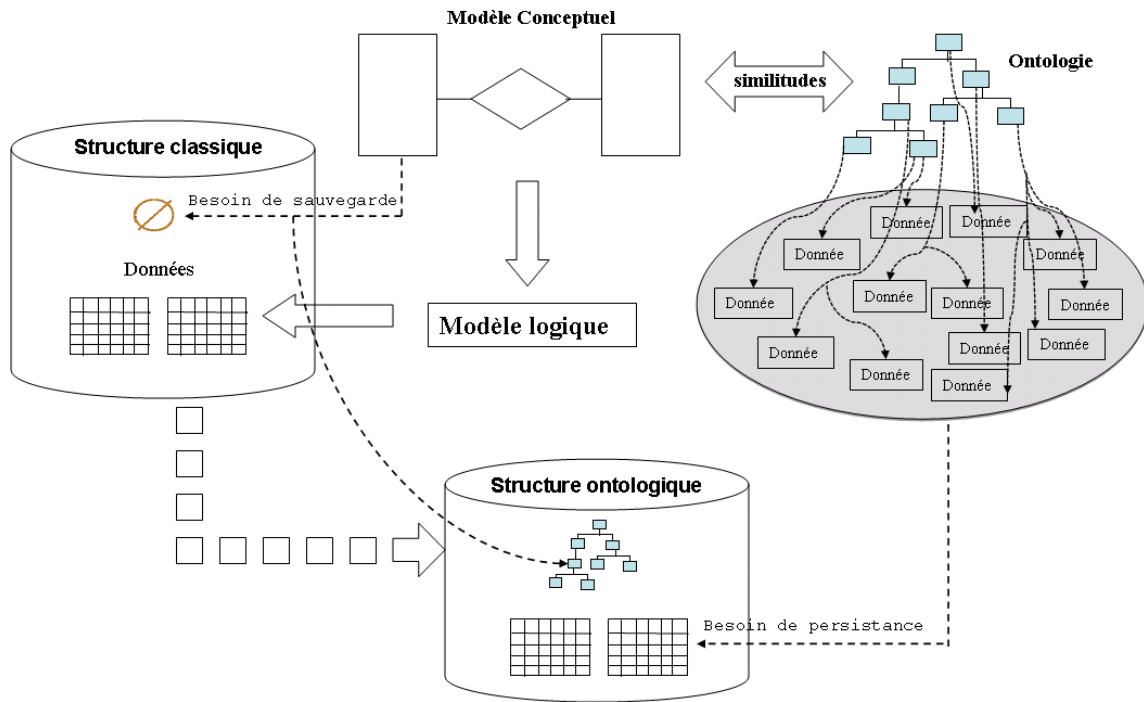 Modèle Conceptuel
similitudes
Ontologie
Structure classique
Besoin de sauvegarde
Données
Modèle logique
Donnée
Donnée
Donnée
Donnée
Donnée
Donnée
Donnée
Donnée
Donnée
Donnée
Donnée
Donnée
Donnée
Structure ontologique
Besoin de persistance